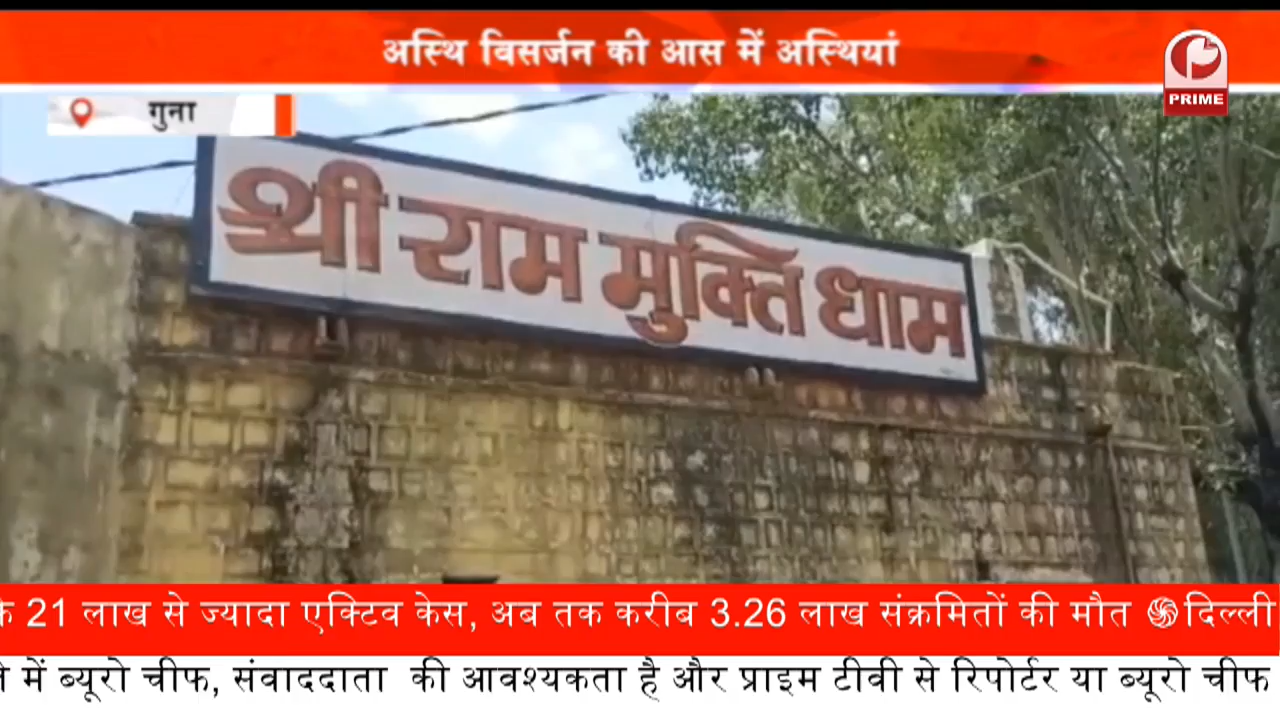 अस्थि विसर्जन की आस में अस्थियां
PRIME
गुना
श्री राम मुक्ति धाम
21 लाख से ज्यादा एक्टिव केस, अब तक करीब 3.26 लाख संक्रमितों की मौत दिल्ली
में ब्यूरो चीफ, संवाददाता की आवश्यकता है और प्राइम टीवी से रिपोर्टर या ब्यूरो चीफ